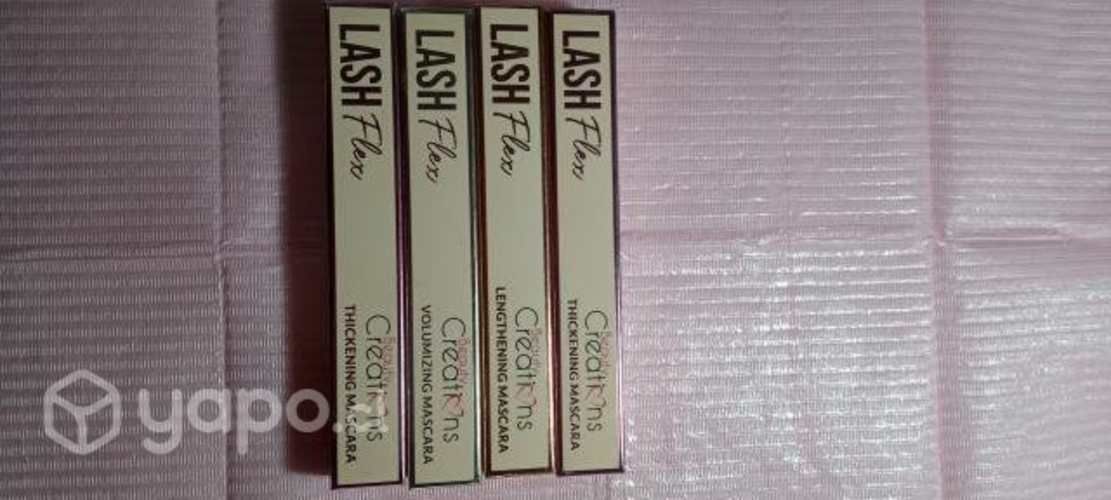 LASH Flex
Beauty
Creations
THICKENING MASCARA
LASH Flex
Beauty
Creations
VOLUMIZING MASCARA
LASH Flex
Beauty
Creations
LENGTHENING MASCARA
LASH Flex
Beauty
Creations
THICKENING MASCARA
yapo.cl